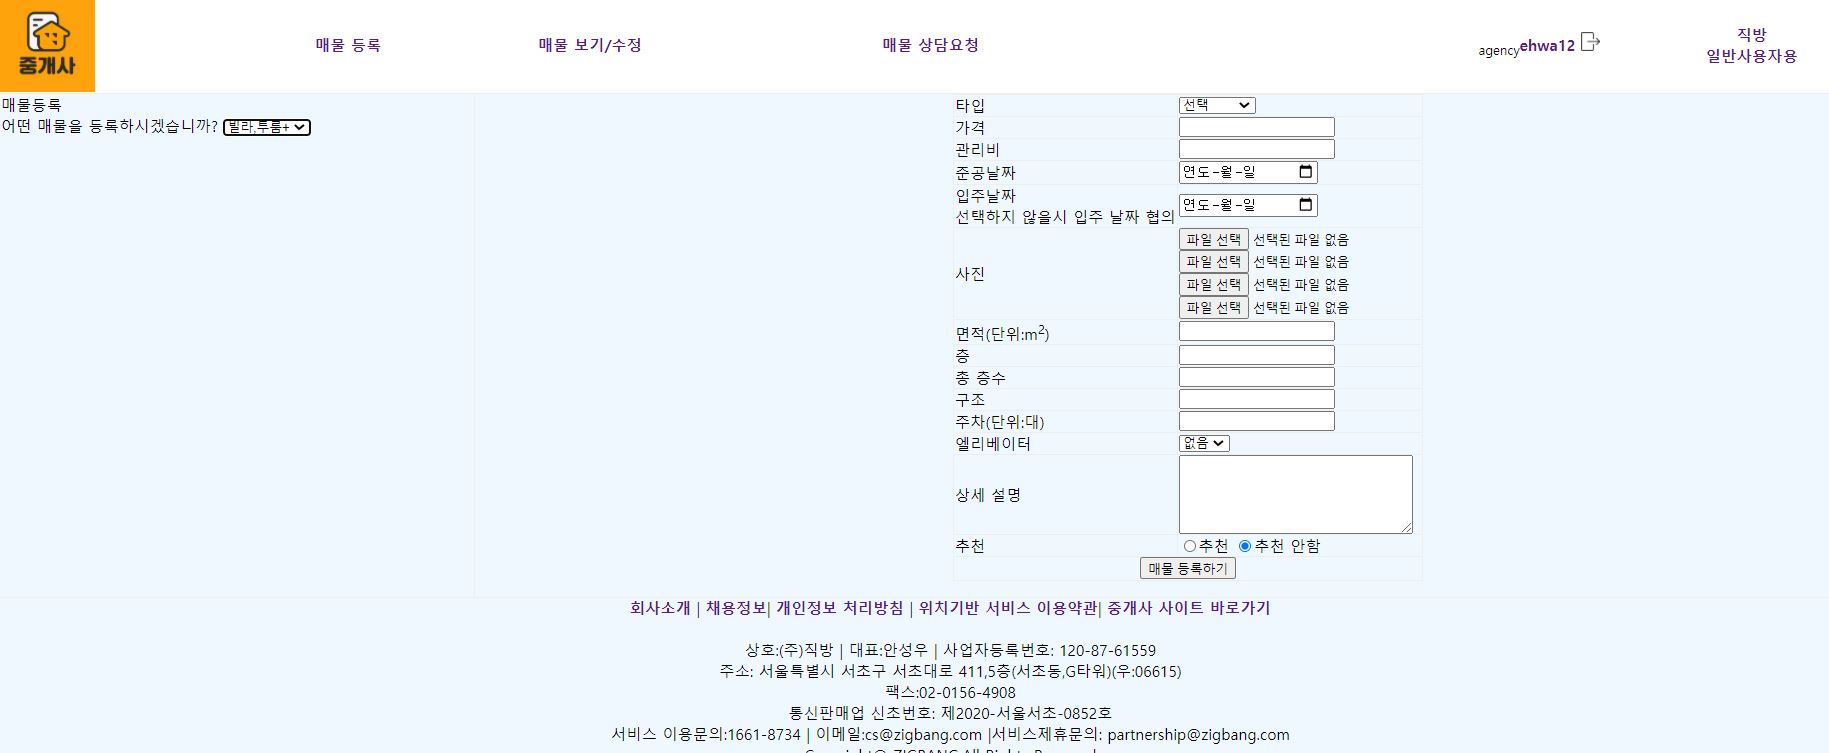 중개사
매물 등록
매물 보기/수정
매물 상담요청
agencyehwa12
직방
일반사용자용
매물등록
어떤 매물을 등록하시겠습니까? 빌라,투룸+
타입 선택
가격
관리비
준공날짜 연도-월-일
입주날짜
선택하지 않을시 입주 날짜 협의 연도-월-일
사진
파일 선택 선택된 파일 없음
파일 선택 선택된 파일 없음
파일 선택 선택된 파일 없음
파일 선택 선택된 파일 없음
면적(단위:m²)
층
총 층수
구조
주차(단위:대)
엘리베이터 없음
상세 설명
추천 추천 추천 안함
매물 등록하기
회사소개 | 채용정보| 개인정보 처리방침 | 위치기반 서비스 이용약관| 중개사 사이트 바로가기
상호:(주)직방 | 대표:안성우 | 사업자등록번호: 120-87-61559
주소: 서울특별시 서초구 서초대로 411,5층(서초동,G타워)(우:06615)
팩스:02-0156-4908
통신판매업 신초번호: 제2020-서울서초-0852호
서비스 이용문의:1661-8734 | 이메일:cs@zigbang.com |서비스제휴문의: partnership@zigbang.com